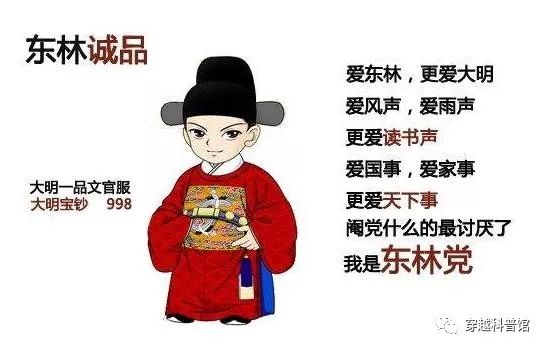 东林诚品
爱东林，更爱大明
爱风声，爱雨声
更爱读书声
爱国事，爱家事
更爱天下事
阉党什么的最讨厌了
我是东林党
大明一品文官服
大明宝钞 998
穿越科普馆